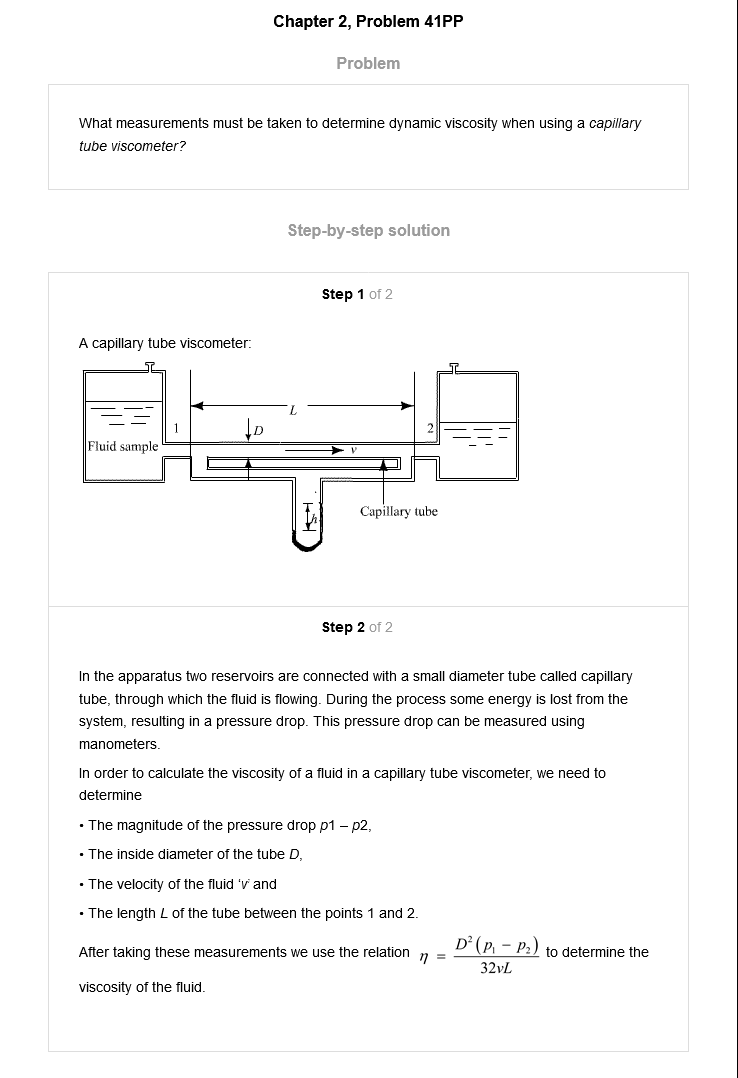 Chapter 2, Problem 41PP
Problem
What measurements must be taken to determine dynamic viscosity when using a capillary
tube viscometer?
Step-by-step solution
Step 1 of 2
A capillary tube viscometer:
L
1
D
2
Fluid sample
v
h
Capillary tube
Step 2 of 2
In the apparatus two reservoirs are connected with a small diameter tube called capillary
tube, through which the fluid is flowing. During the process some energy is lost from the
system, resulting in a pressure drop. This pressure drop can be measured using
manometers.
In order to calculate the viscosity of a fluid in a capillary tube viscometer, we need to
determine
• The magnitude of the pressure drop p1 – p2,
• The inside diameter of the tube D,
• The velocity of the fluid ‘v’ and
• The length L of the tube between the points 1 and 2.
After taking these measurements we use the relation η = D²(p₁ − p₂) / 32vL to determine the
viscosity of the fluid.